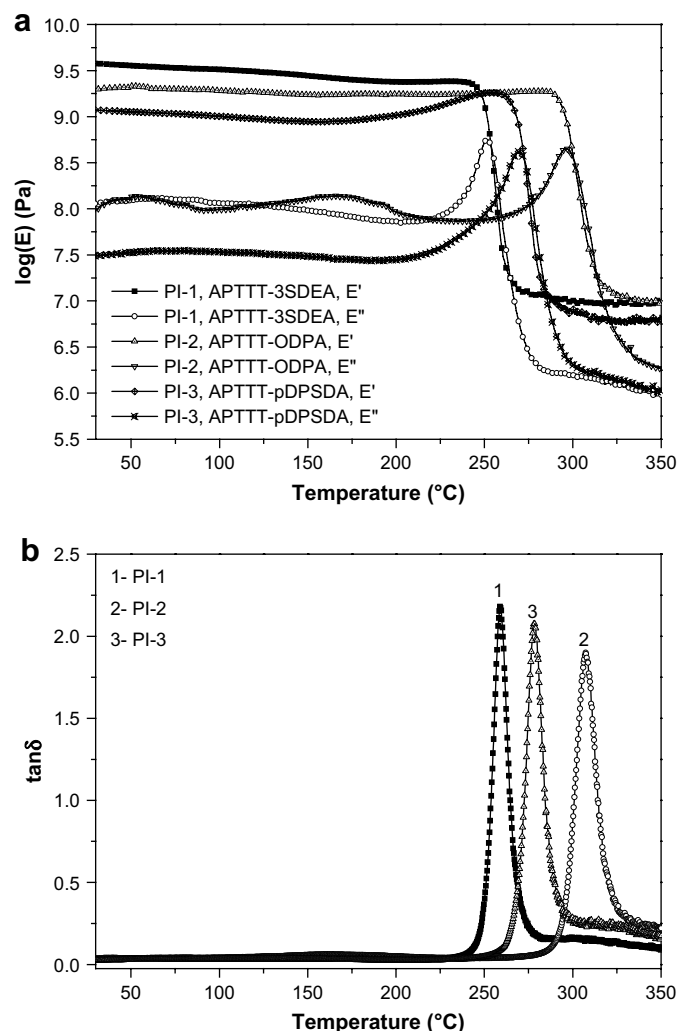 a
10.0
9.5
9.0
8.5
8.0
7.5
7.0
6.5
6.0
5.5
log(E) (Pa)
PI-1, APTTT-3SDEA, E'
PI-1, APTTT-3SDEA, E"
PI-2, APTTT-ODPA, E'
PI-2, APTTT-ODPA, E"
PI-3, APTTT-pDPSDA, E'
PI-3, APTTT-pDPSDA, E"
50 100 150 200 250 300 350
Temperature (°C)
b
2.5
2.0
1.5
1.0
0.5
0.0
tanδ
1- PI-1
2- PI-2
3- PI-3
1
3
2
50 100 150 200 250 300 350
Temperature (°C)